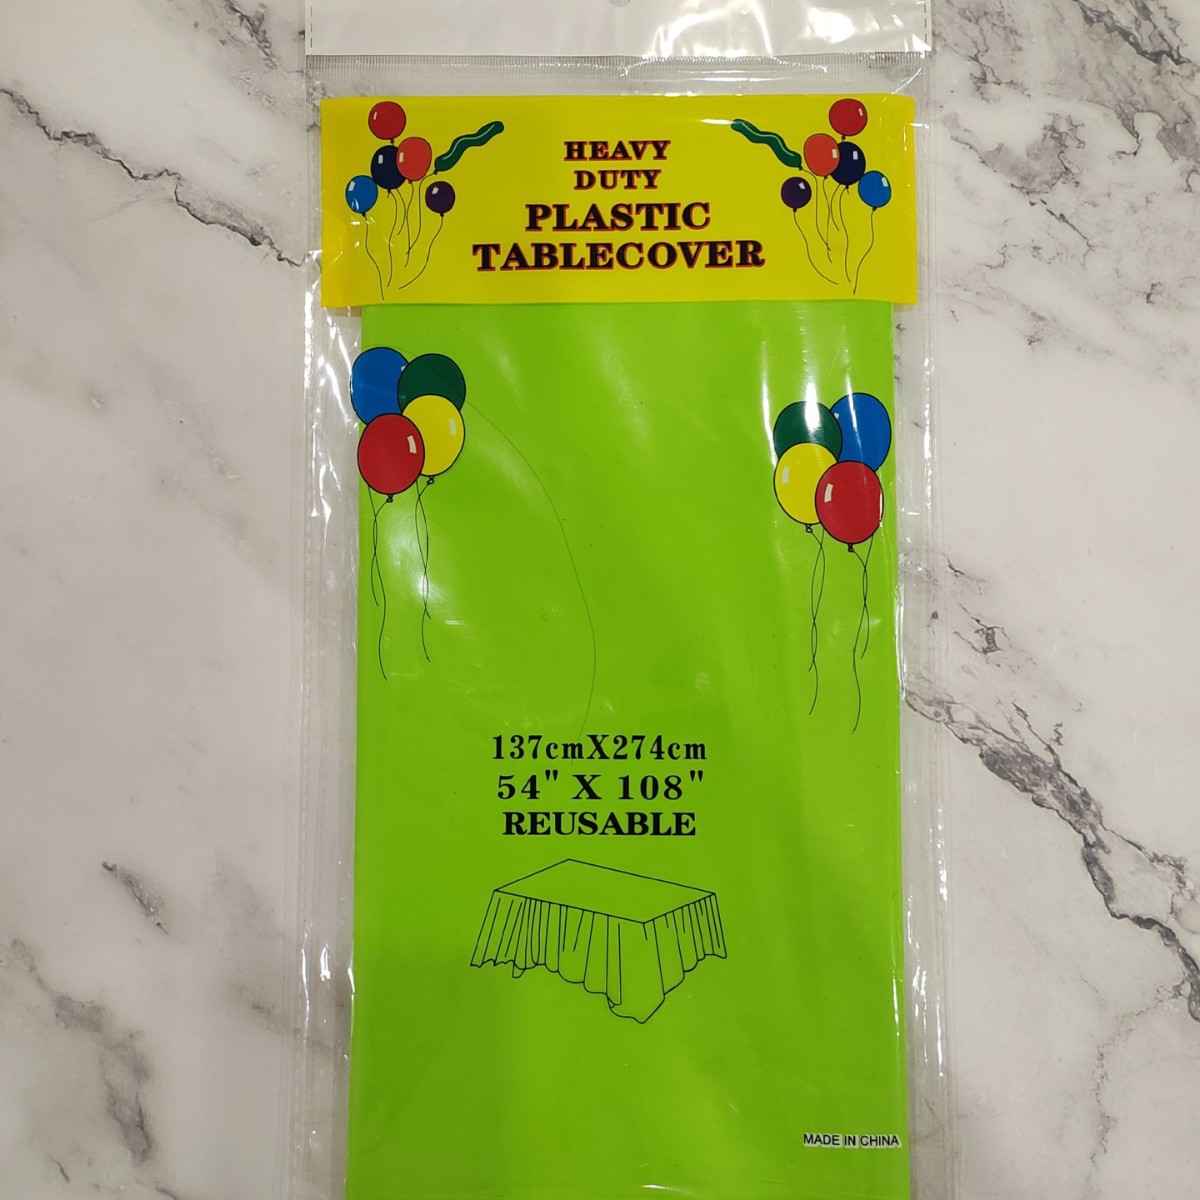 HEAVY
DUTY
PLASTIC
TABLECOVER
137cmX274cm
54" X 108"
REUSABLE
MADE IN CHINA